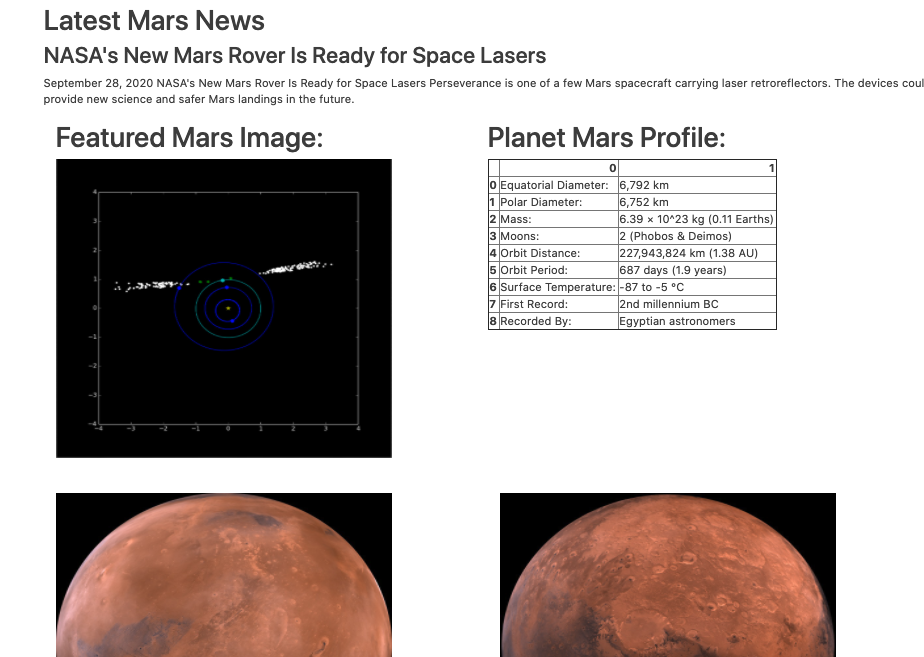 Latest Mars News
NASA's New Mars Rover Is Ready for Space Lasers
September 28, 2020 NASA's New Mars Rover Is Ready for Space Lasers Perseverance is one of a few Mars spacecraft carrying laser retroreflectors. The devices coul
provide new science and safer Mars landings in the future.
Featured Mars Image:
4
3
2
1
0
−1
−2
−3
−4
−4 −3 −2 −1 0 1 2 3 4
Planet Mars Profile:
0 1
0 Equatorial Diameter: 6,792 km
1 Polar Diameter: 6,752 km
2 Mass: 6.39 × 10^23 kg (0.11 Earths)
3 Moons: 2 (Phobos & Deimos)
4 Orbit Distance: 227,943,824 km (1.38 AU)
5 Orbit Period: 687 days (1.9 years)
6 Surface Temperature: -87 to -5 °C
7 First Record: 2nd millennium BC
8 Recorded By: Egyptian astronomers